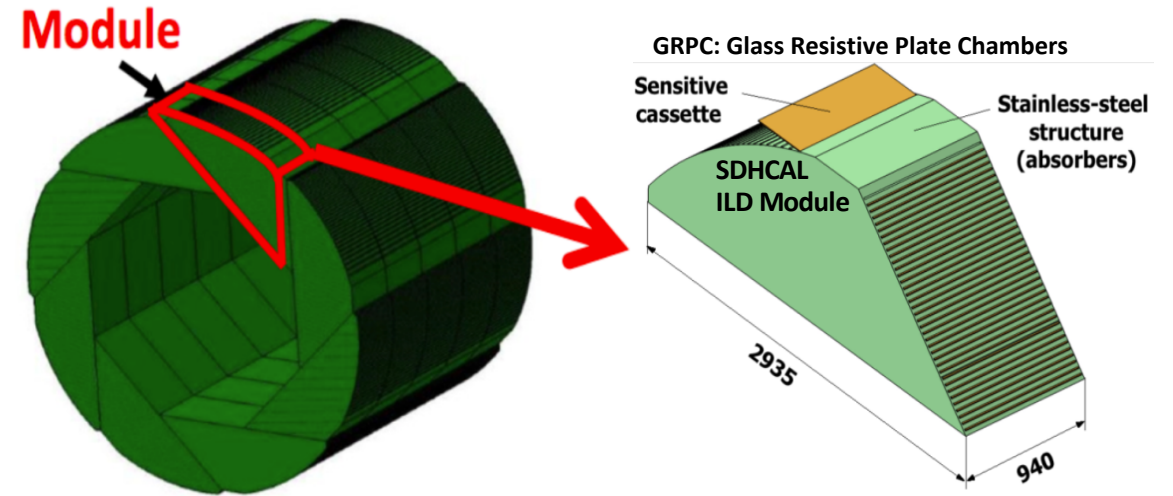 Module
GRPC: Glass Resistive Plate Chambers
Sensitive
cassette
Stainless-steel
structure
(absorbers)
SDHCAL
ILD Module
2935
940